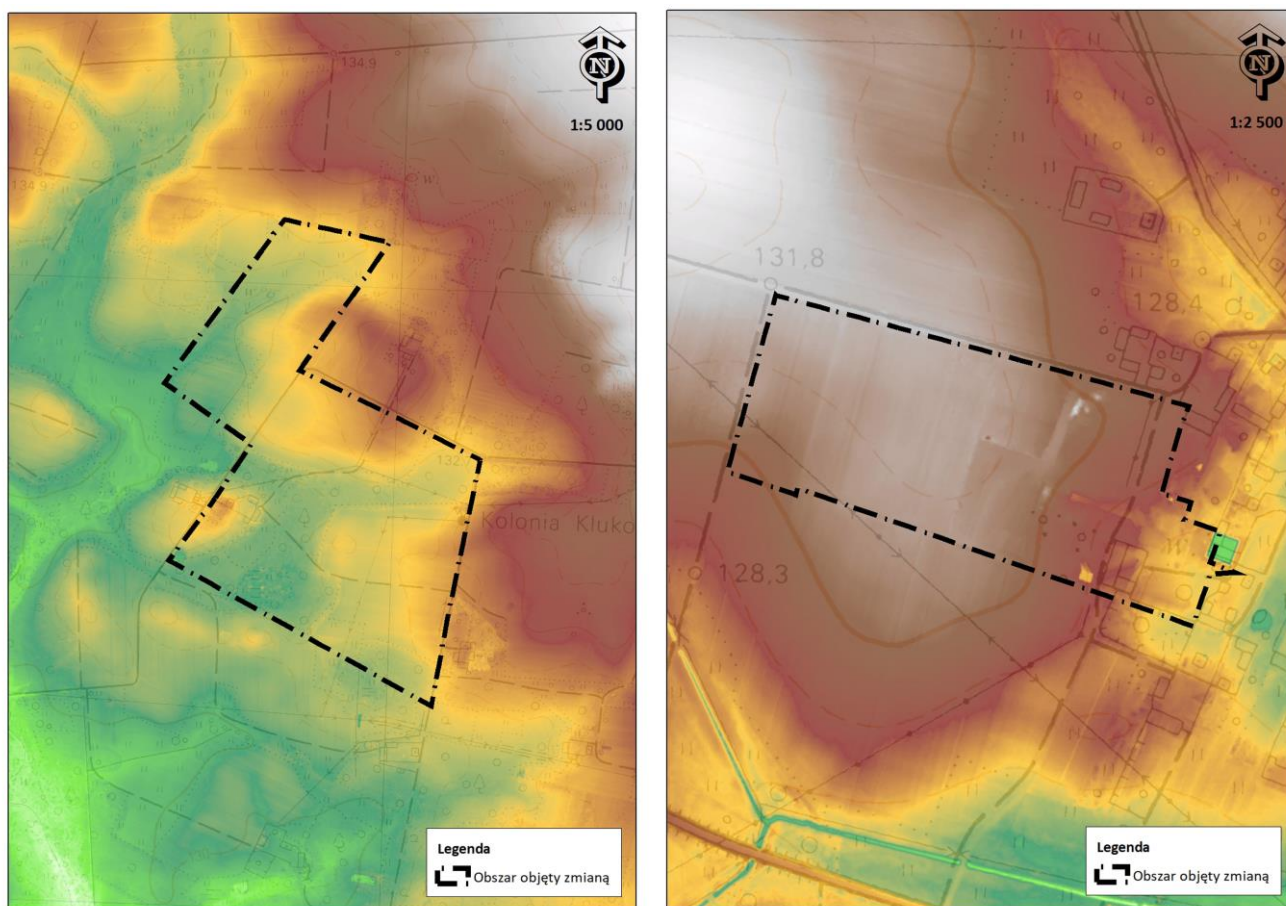 134,9
N
1:5 000
134,9
132,
Kolonia Kłuko
Legenda
Obszar objęty zmianą
N
1:2 500
131,8
128,4
128,3
Legenda
Obszar objęty zmianą